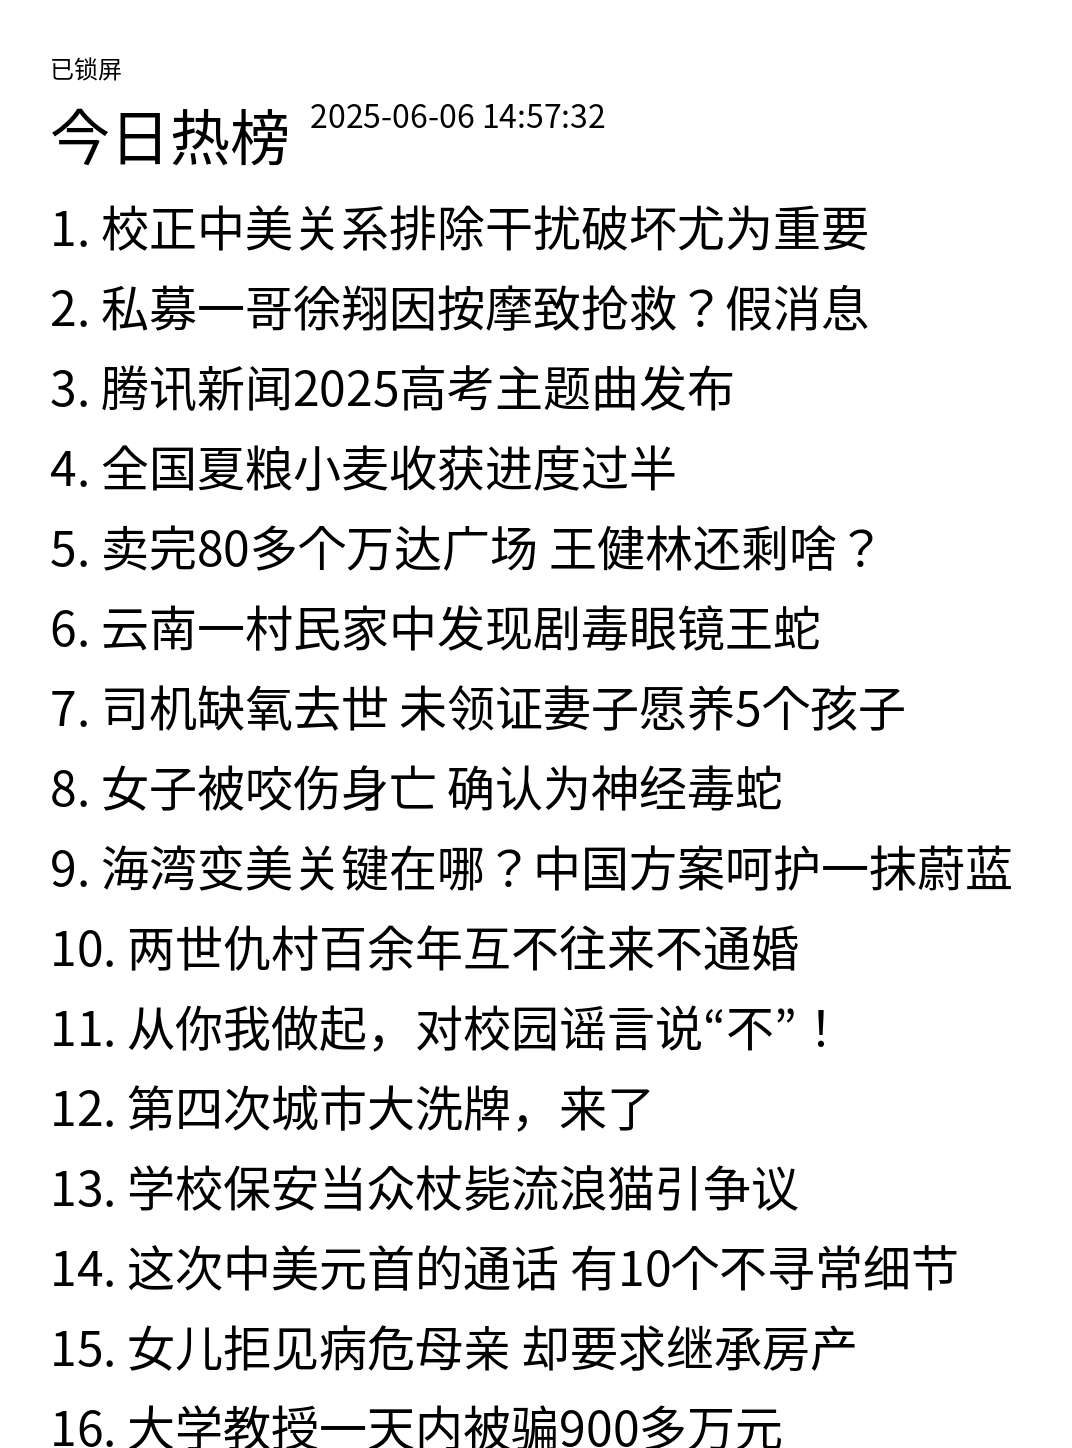 已锁屏
今日热榜 2025-06-06 14:57:32
1. 校正中美关系排除干扰破坏尤为重要
2. 私募一哥徐翔因按摩致抢救？假消息
3. 腾讯新闻2025高考主题曲发布
4. 全国夏粮小麦收获进度过半
5. 卖完80多个万达广场 王健林还剩啥？
6. 云南一村民家中发现剧毒眼镜王蛇
7. 司机缺氧去世 未领证妻子愿养5个孩子
8. 女子被咬伤身亡 确认为神经毒蛇
9. 海湾变美关键在哪？中国方案呵护一抹蔚蓝
10. 两世仇村百余年互不往来不通婚
11. 从你我做起，对校园谣言说“不”！
12. 第四次城市大洗牌，来了
13. 学校保安当众杖毙流浪猫引争议
14. 这次中美元首的通话 有10个不寻常细节
15. 女儿拒见病危母亲 却要求继承房产
16. 大学教授一天内被骗900多万元